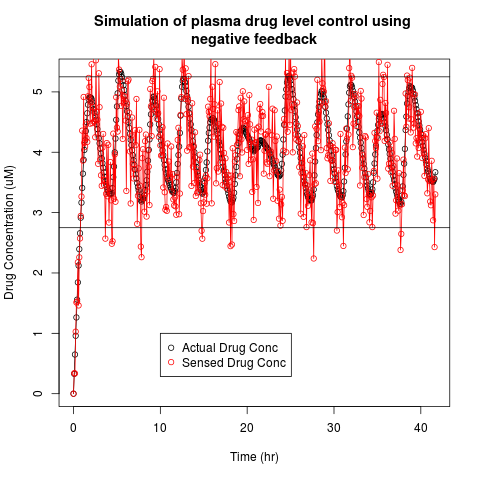 Simulation of plasma drug level control using
negative feedback
Drug Concentration (uM)
5
4
3
2
1
0
Actual Drug Conc
Sensed Drug Conc
0 10 20 30 40
Time (hr)